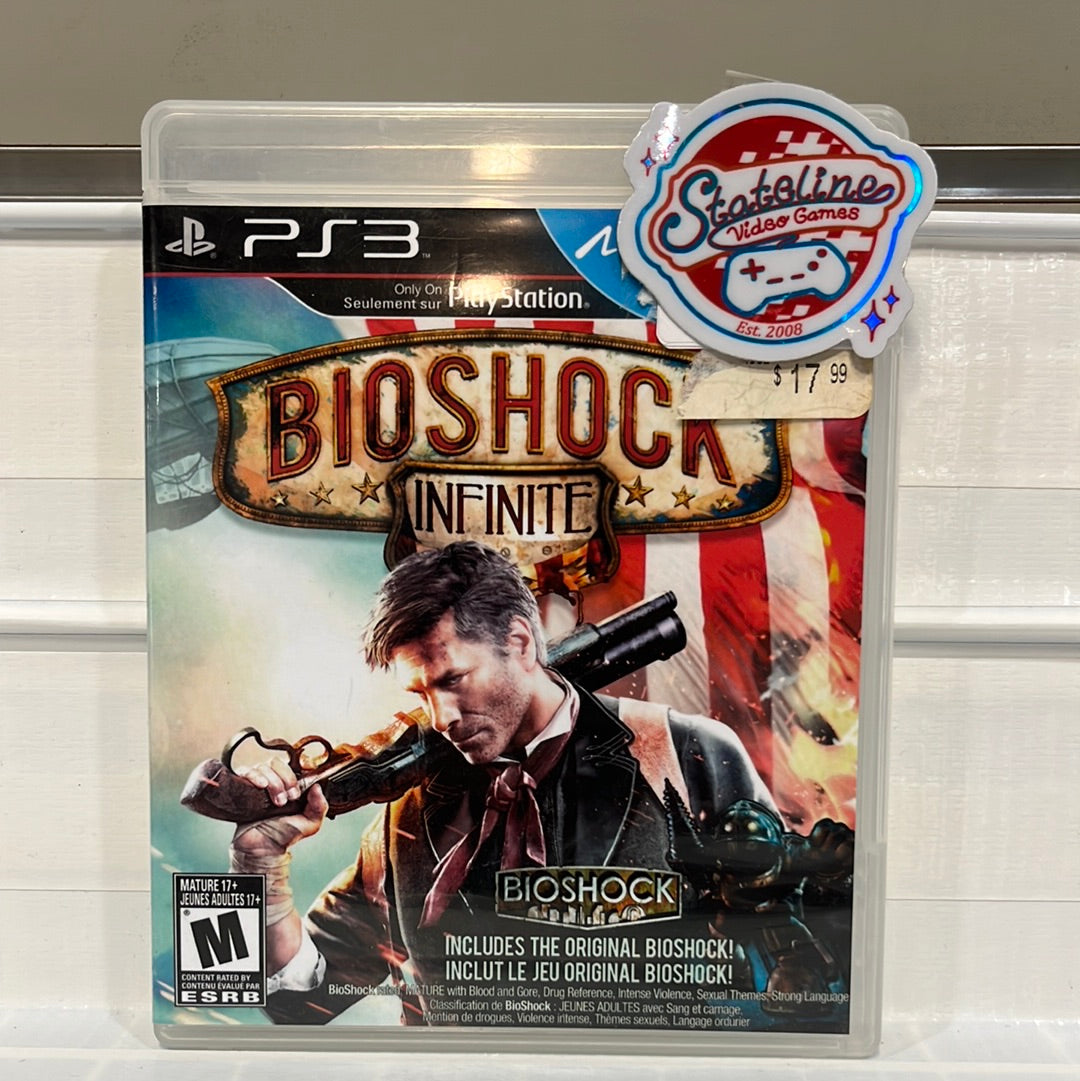 Stateline
Video Games
Est. 2008
PS3
Only On
Seulement sur
PlayStation
$17 99
BIOSHOCK
INFINITE
MATURE 17+
JEUNES ADULTES 17+
M
CONTENT RATED BY
CONTENU ÉVALUÉ PAR
ESRB
BIOSHOCK
INCLUDES THE ORIGINAL BIOSHOCK!
INCLUT LE JEU ORIGINAL BIOSHOCK!
BioShock rated, MATURE with Blood and Gore, Drug Reference, Intense Violence, Sexual Themes, Strong Language
Classification de BioShock : JEUNES ADULTES avec Sang et carnage,
Mention de drogues, Violence intense, Thèmes sexuels, Langage ordurier